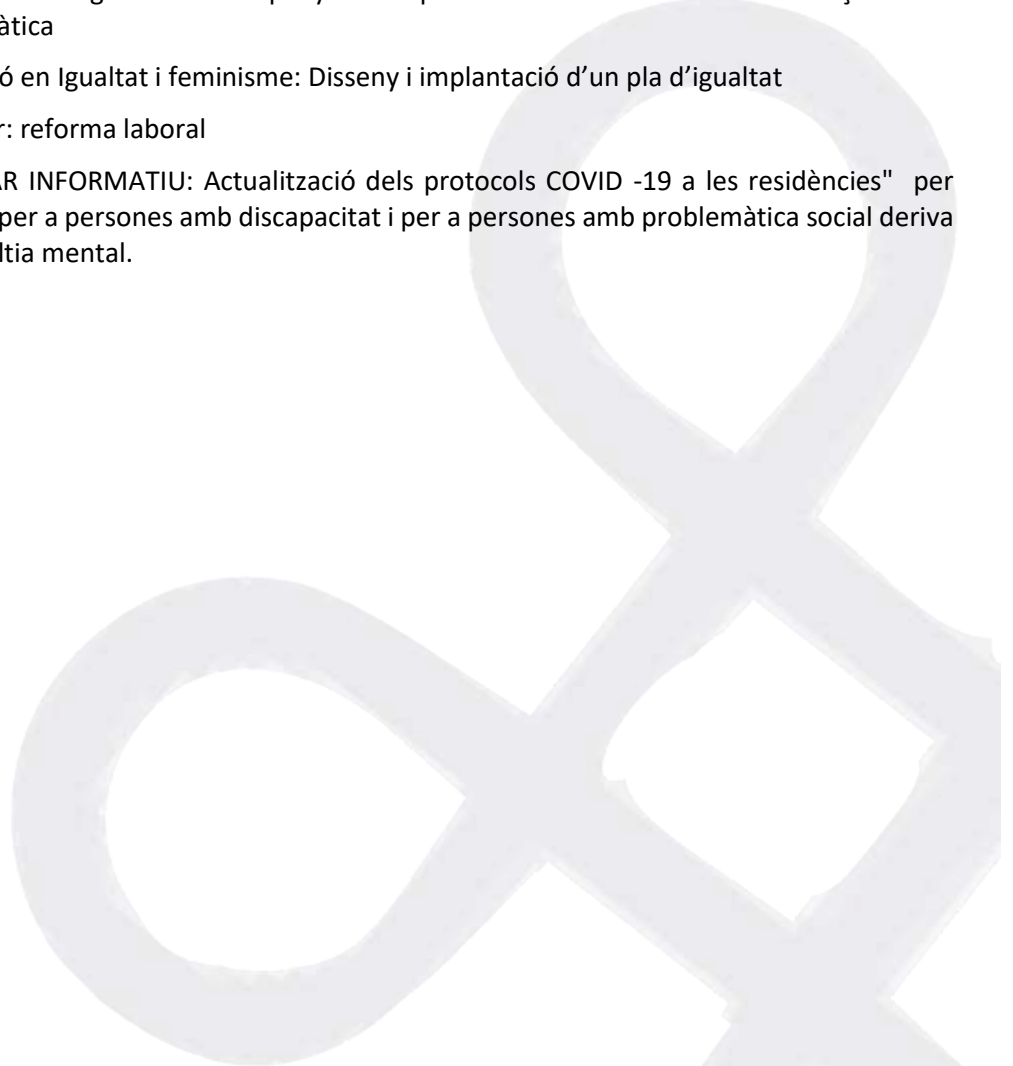 àtica
ó en Igualtat i feminisme: Disseny i implantació d’un pla d’igualtat
r: reforma laboral
AR INFORMATIU: Actualització dels protocols COVID -19 a les residències" per
per a persones amb discapacitat i per a persones amb problemàtica social deriva
ltia mental.